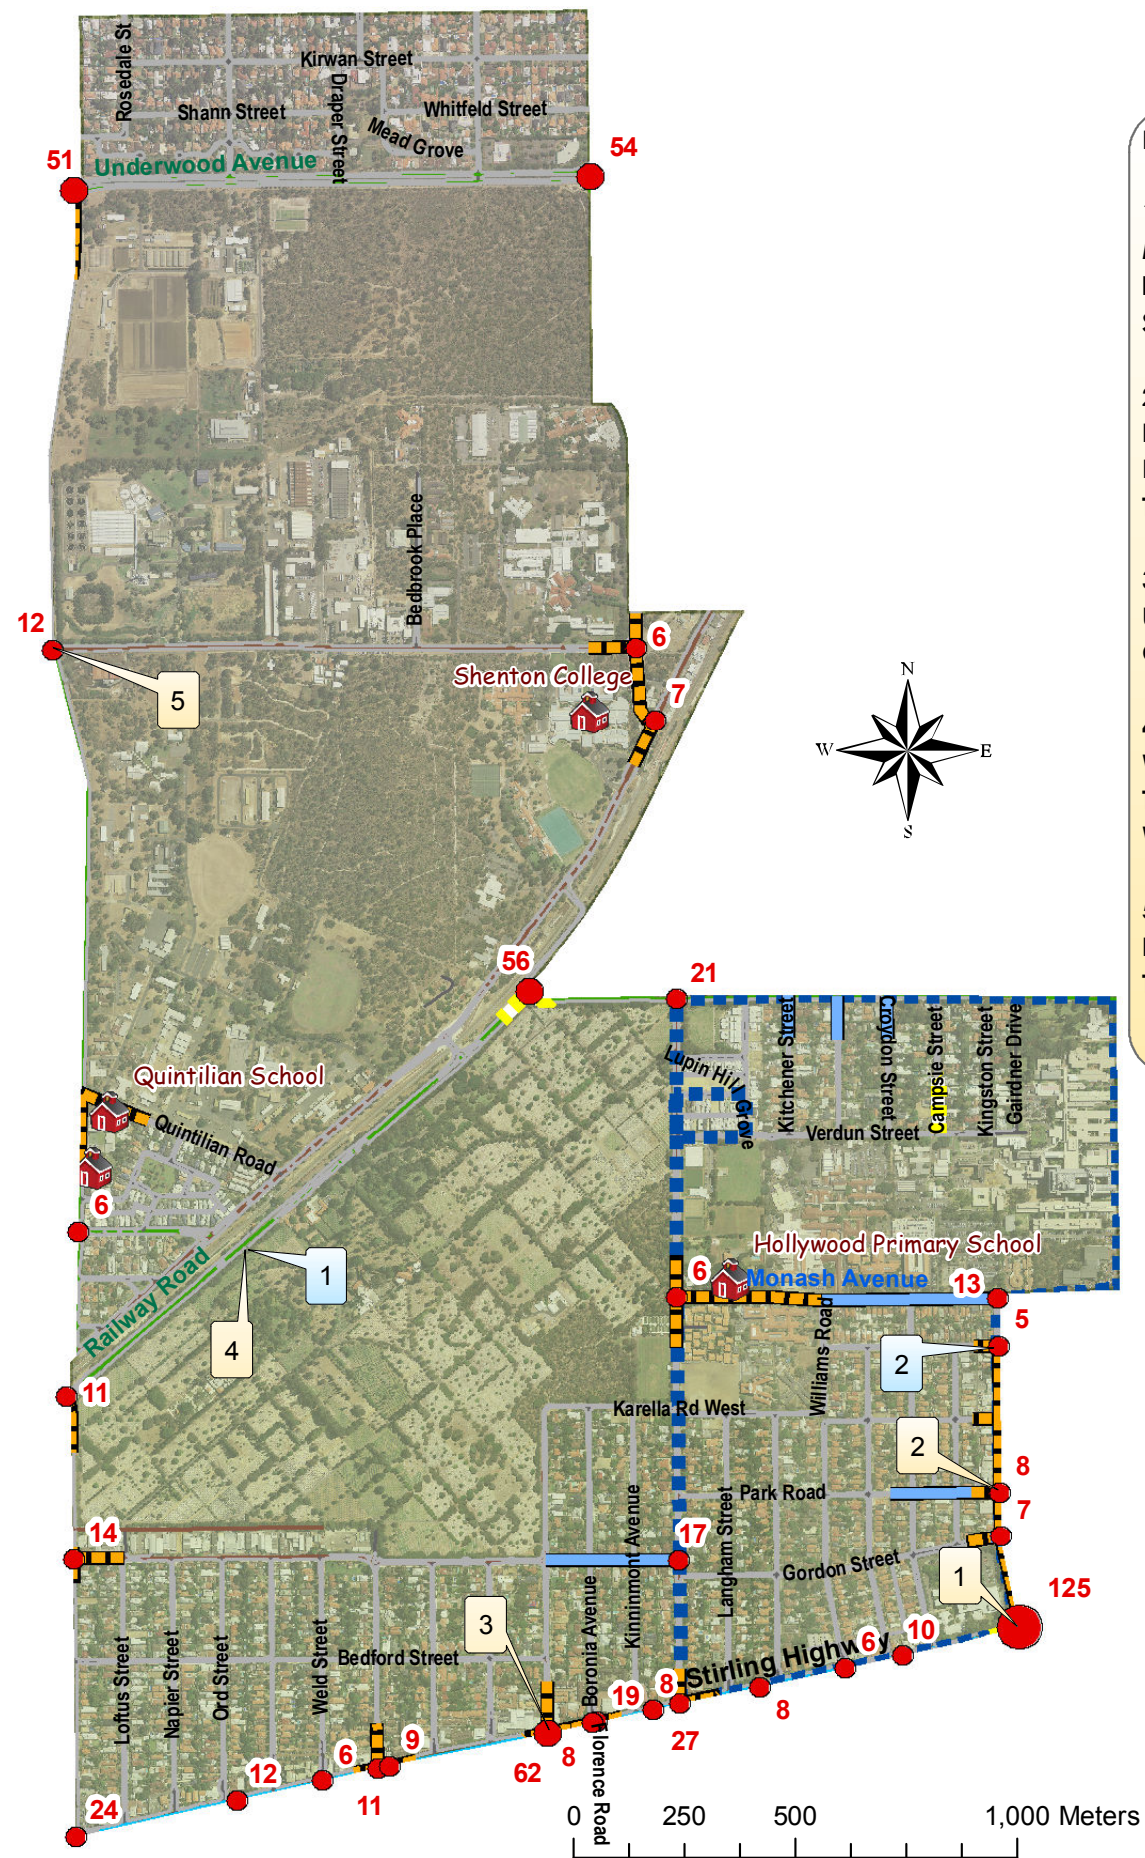 Rosedale St
Kirwan Street
Shann Street
Draper Street
Whitfeld Street
Mead Grove
51
Underwood Avenue
54
Bedbrook Place
12
5
6
Shenton College
7
N
W
E
S
56
21
Quintilian School
Quintilian Road
Lupin Hill Grove
Kitchener Street
Croydon Street
Campsie Street
Kingston Street
Gairdner Drive
Verdun Street
6
Railway Road
1
4
Hollywood Primary School
6
Monash Avenue
13
5
Williams Road
2
11
Karella Rd West
2
8
Park Road
7
14
17
Kinninmont Avenue
Langham Street
Gordon Street
1
125
3
Boronia Avenue
Loftus Street
Napier Street
Ord Street
Weld Street
Bedford Street
Stirling Highway
6
10
8
19
8
27
Florence Road
62
8
9
6
11
12
24
0 250 500 1,000 Meters